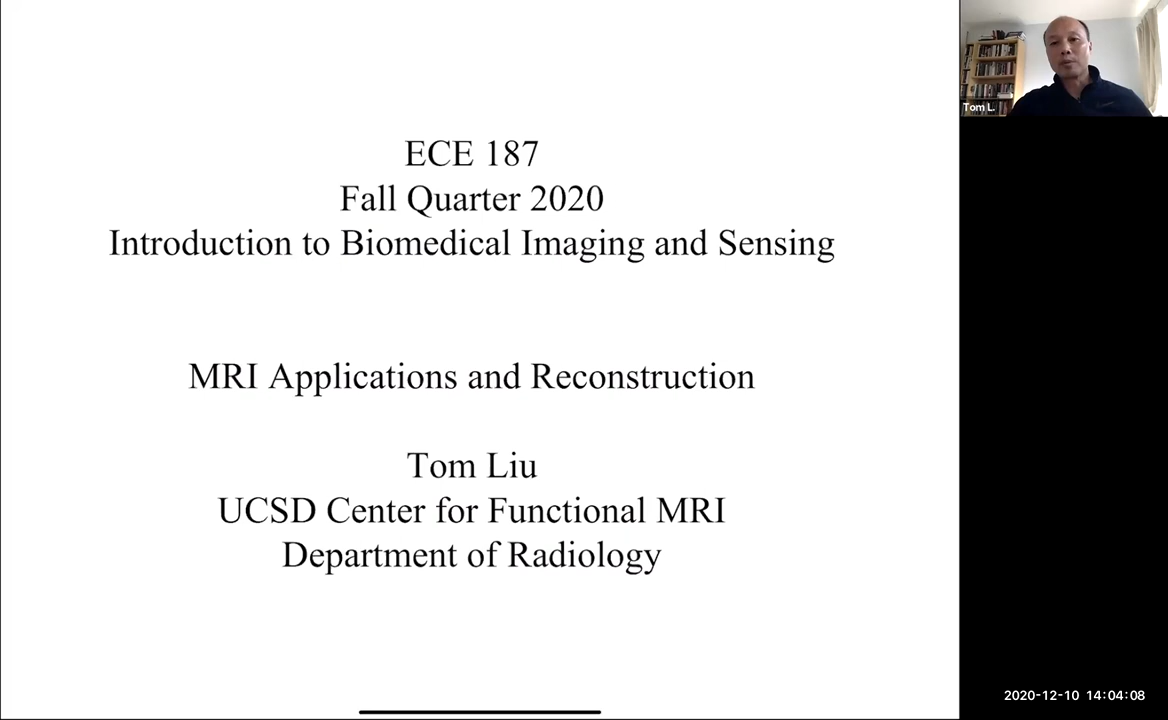 ECE 187
Fall Quarter 2020
Introduction to Biomedical Imaging and Sensing
MRI Applications and Reconstruction
Tom Liu
UCSD Center for Functional MRI
Department of Radiology
Tom L.
2020-12-10 14:04:08